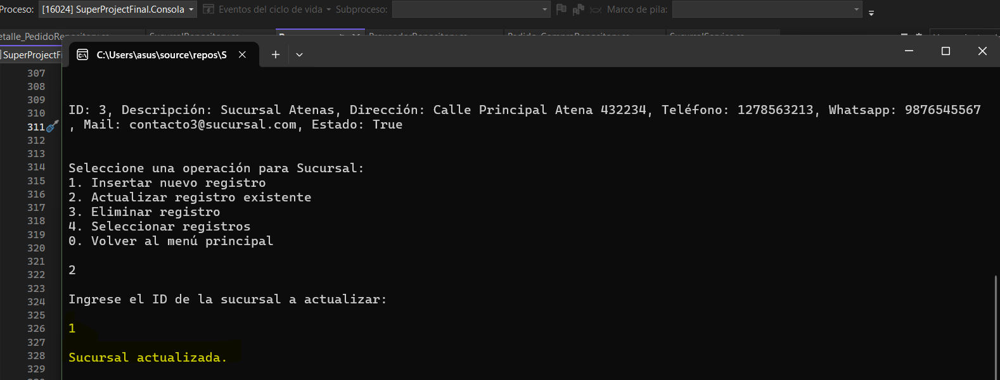 Proceso: [16024] SuperProjectFinal.Consola Eventos del ciclo de vida Subproceso: Marco de pila:
SuperProjectFi
C:\Users\asus\source\repos\S
307
308
309
310
311
312
313
314
315
316
317
318
319
320
321
322
323
324
325
326
327
328
329
ID: 3, Descripción: Sucursal Atenas, Dirección: Calle Principal Atena 432234, Teléfono: 1278563213, Whatsapp: 9876545567
, Mail: contacto3@sucursal.com, Estado: True
Seleccione una operación para Sucursal:
1. Insertar nuevo registro
2. Actualizar registro existente
3. Eliminar registro
4. Seleccionar registros
0. Volver al menú principal
2
Ingrese el ID de la sucursal a actualizar:
1
Sucursal actualizada.